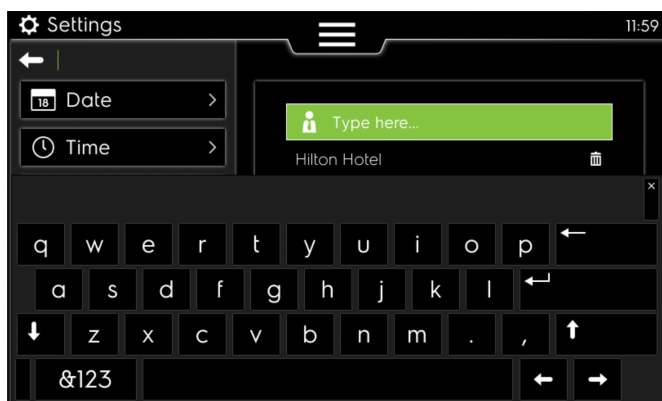 Settings
11:59
18 Date
Time
Type here...
Hilton Hotel
q w e r t y u i o p
a s d f g h j k l
z x c v b n m . ,
&123